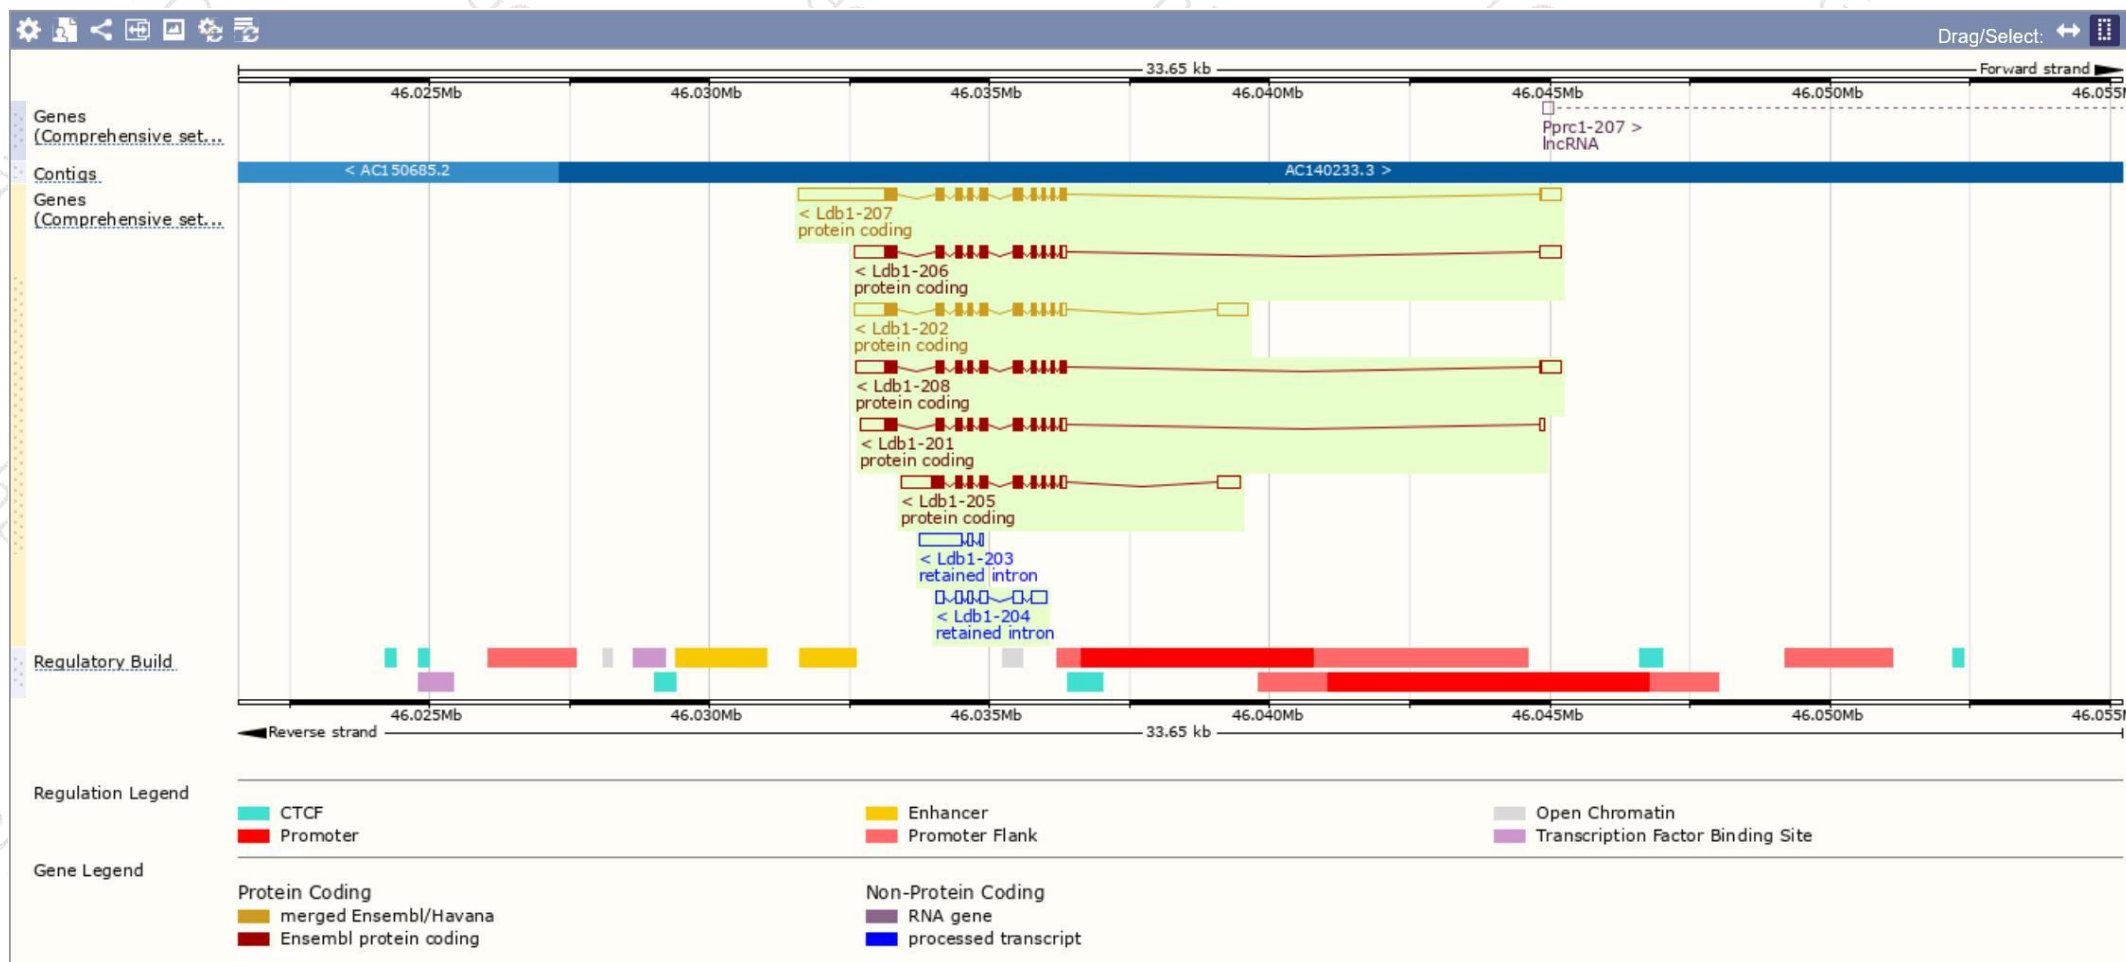 Drag/Select:
33.65 kb
Forward strand
46.025Mb 46.030Mb 46.035Mb 46.040Mb 46.045Mb 46.050Mb 46.055M
Genes
(Comprehensive set...
Pprc1-207 >
lncRNA
Contigs
< AC150685.2
AC140233.3 >
Genes
(Comprehensive set...
< Ldb1-207
protein coding
< Ldb1-206
protein coding
< Ldb1-202
protein coding
< Ldb1-208
protein coding
< Ldb1-201
protein coding
< Ldb1-205
protein coding
< Ldb1-203
retained intron
< Ldb1-204
retained intron
Regulatory Build
46.025Mb 46.030Mb 46.035Mb 46.040Mb 46.045Mb 46.050Mb 46.055M
Reverse strand
33.65 kb
Regulation Legend
CTCF
Enhancer
Open Chromatin
Promoter
Promoter Flank
Transcription Factor Binding Site
Gene Legend
Protein Coding
Non-Protein Coding
merged Ensembl/Havana
RNA gene
Ensembl protein coding
processed transcript